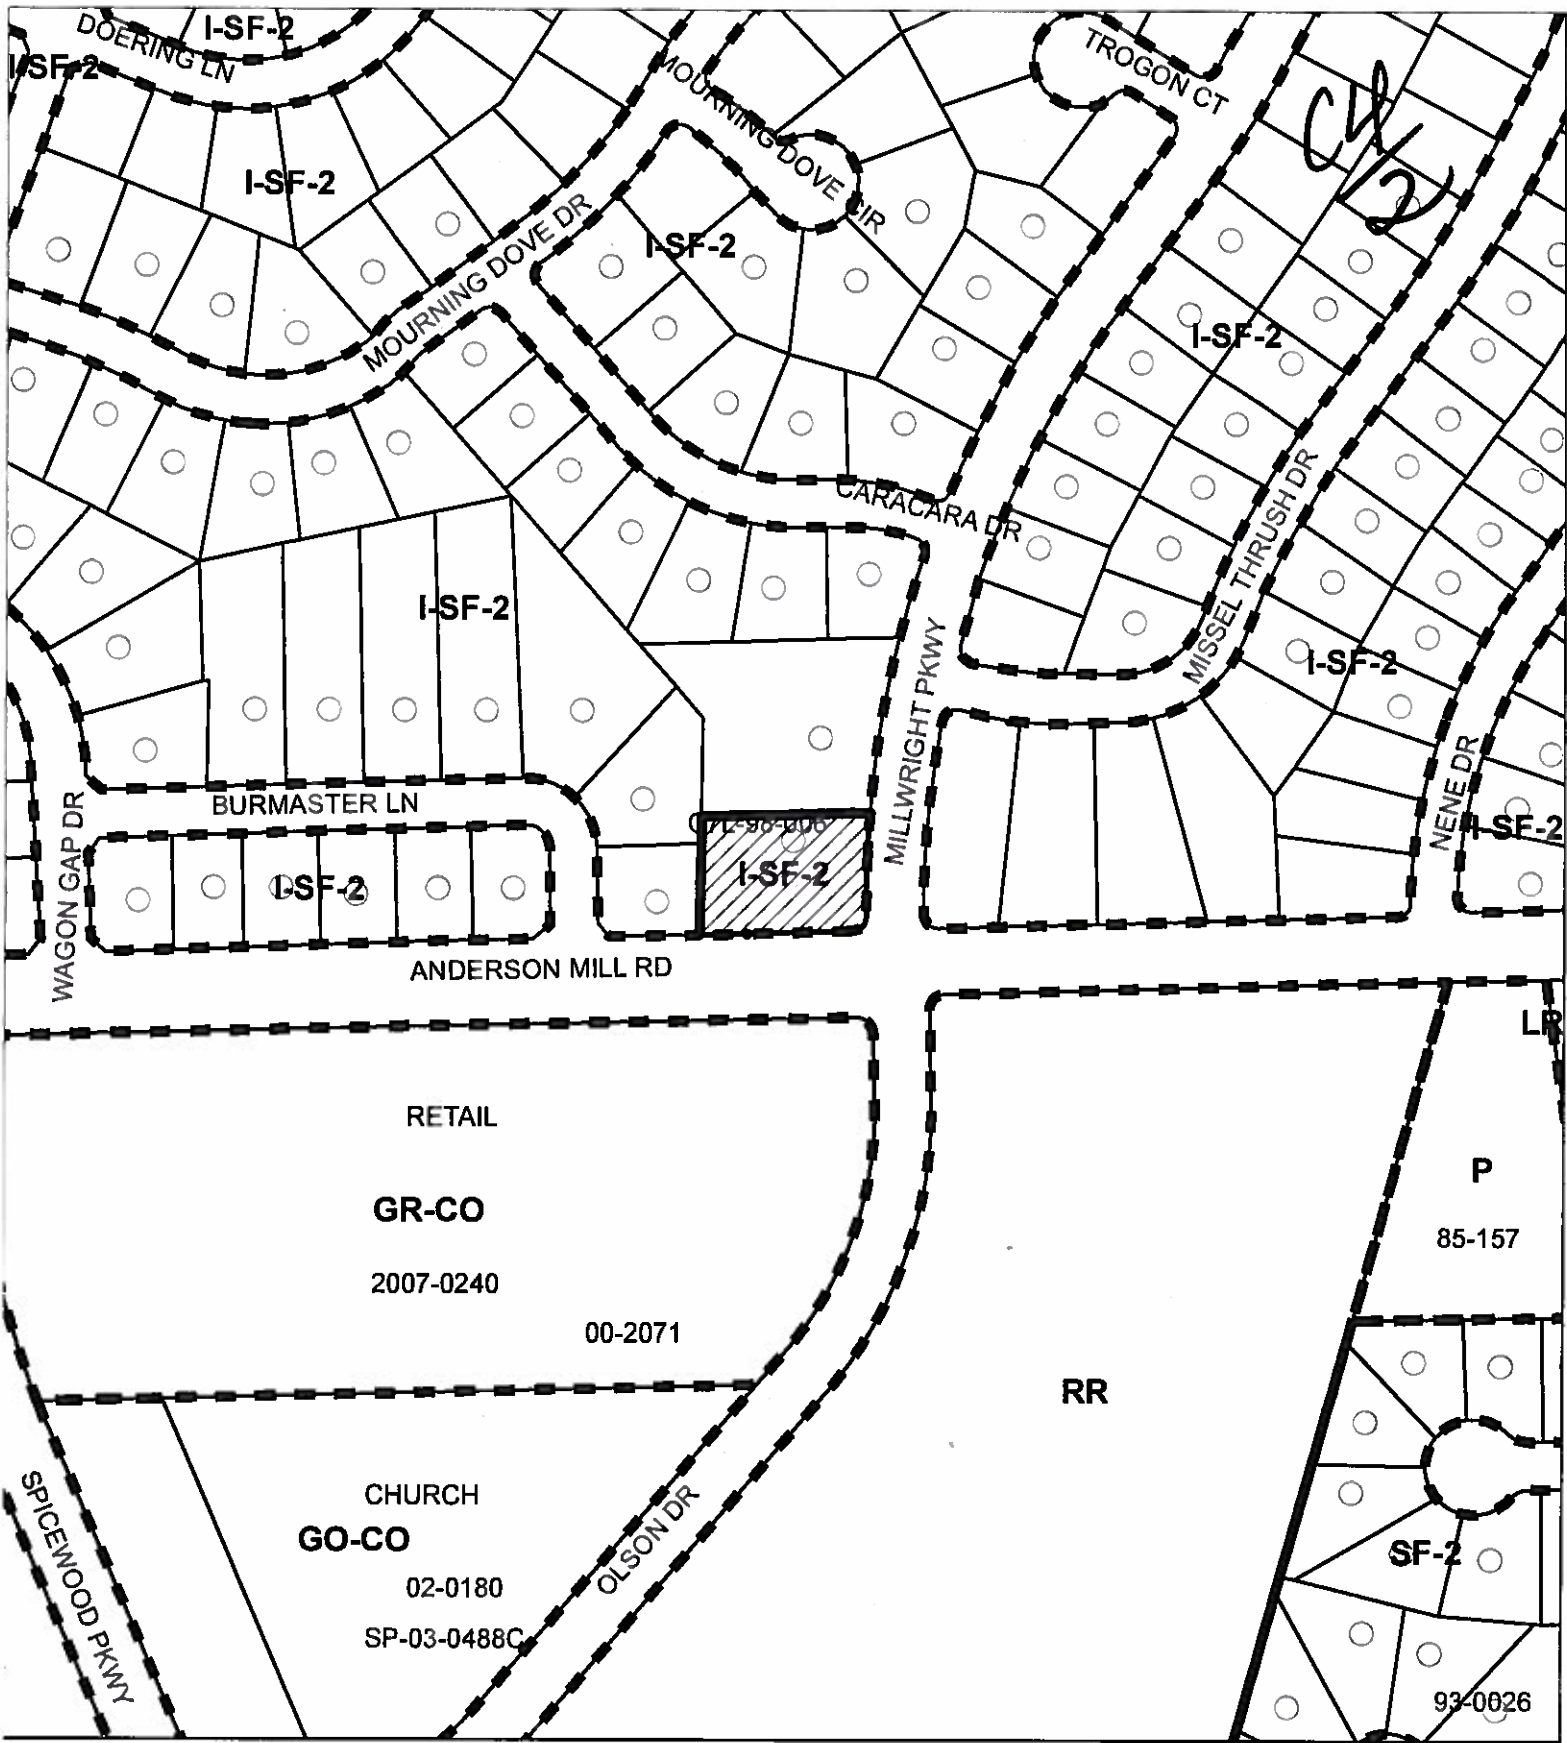 I-SF-2
DOERING LN
I-SF-2
MOURNING DOVE CIR
TROGON CT
C4/2
I-SF-2
MOURNING DOVE DR
I-SF-2
I-SF-2
CARACARA DR
MISSEL THRUSH DR
I-SF-2
MILLWRIGHT PKWY
I-SF-2
NENE DR
BURMASTER LN
I-SF-2
WAGON GAP DR
I-SF-2
I-SF-2
ANDERSON MILL RD
LR
RETAIL
P
GR-CO
85-157
2007-0240
00-2071
RR
CHURCH
GO-CO
SPICEWOOD PKWY
OLSON DR
SF-2
02-0180
SP-03-0488C
93-0026